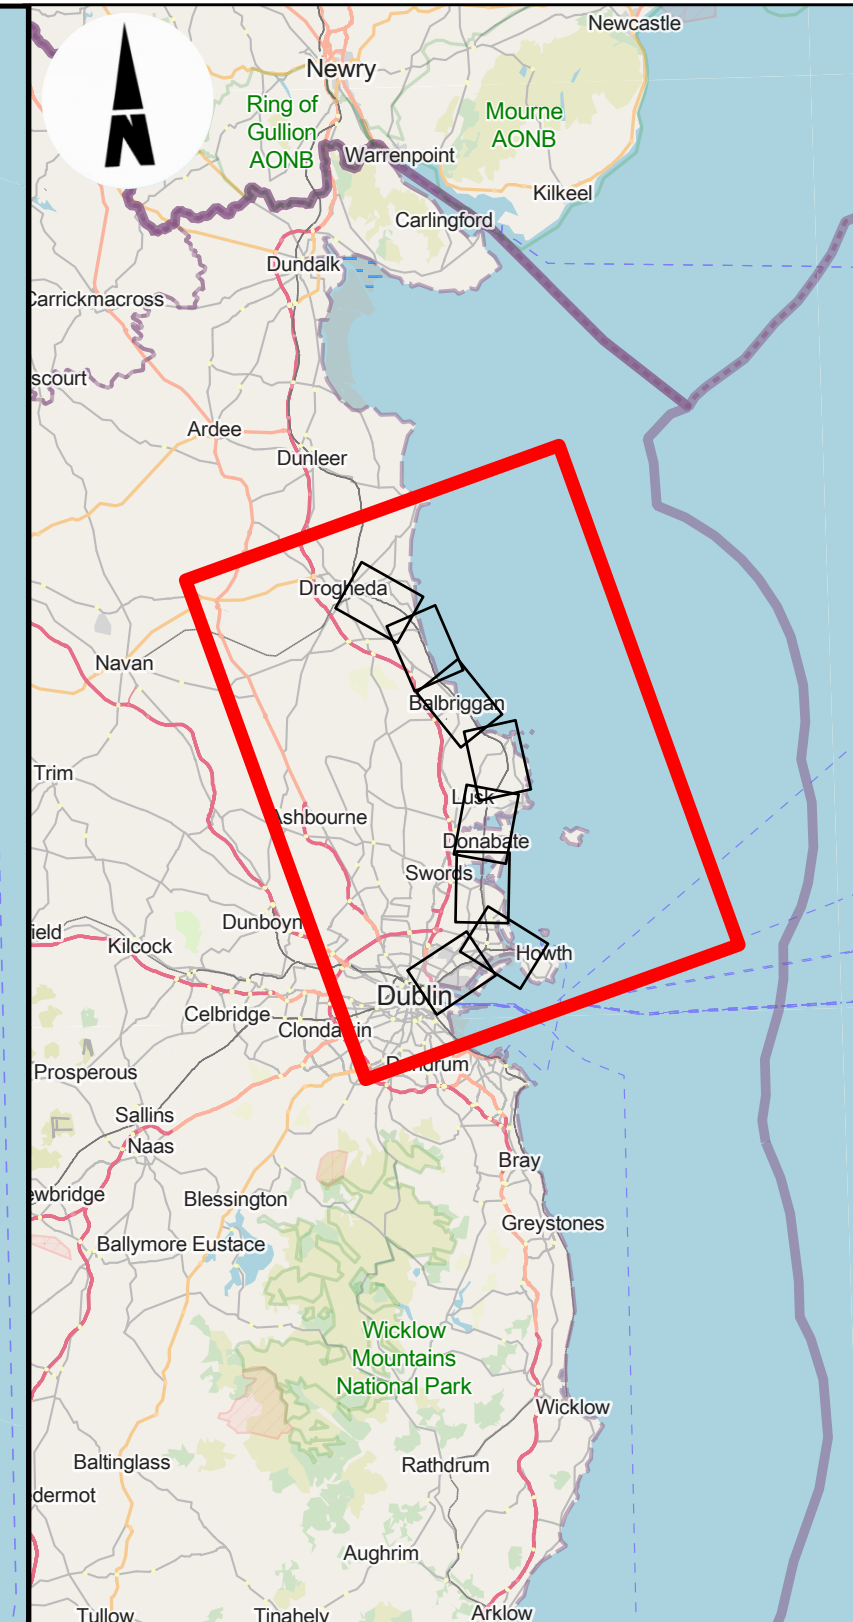 Newcastle
Newry
Ring of
Gullion
AONB
Mourne
AONB
N
Warrenpoint
Kilkeel
Carlingford
Dundalk
Carrickmacross
scourt
Ardee
Dunleer
Drogheda
Navan
Balbriggan
Trim
Lusk
Ashbourne
Donabate
Swords
Dunboyn
ield
Kilcock
Howth
Dublin
Celbridge
Clondalkin
Dundrum
Prosperous
Sallins
Naas
Bray
ewbridge
Blessington
Greystones
Ballymore Eustace
Wicklow
Mountains
National Park
Wicklow
Baltinglass
Rathdrum
dermot
Aughrim
Tullow
Tinahely
Arklow